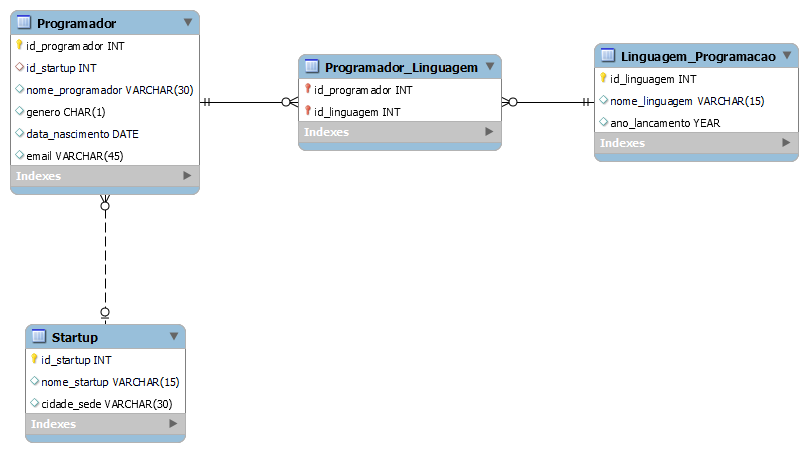 Programador
id_programador INT
id_startup INT
nome_programador VARCHAR(30)
genero CHAR(1)
data_nascimento DATE
email VARCHAR(45)
Indexes
Programador_Linguagem
id_programador INT
id_linguagem INT
Indexes
Linguagem_Programacao
id_linguagem INT
nome_linguagem VARCHAR(15)
ano_lancamento YEAR
Indexes
Startup
id_startup INT
nome_startup VARCHAR(15)
cidade_sede VARCHAR(30)
Indexes